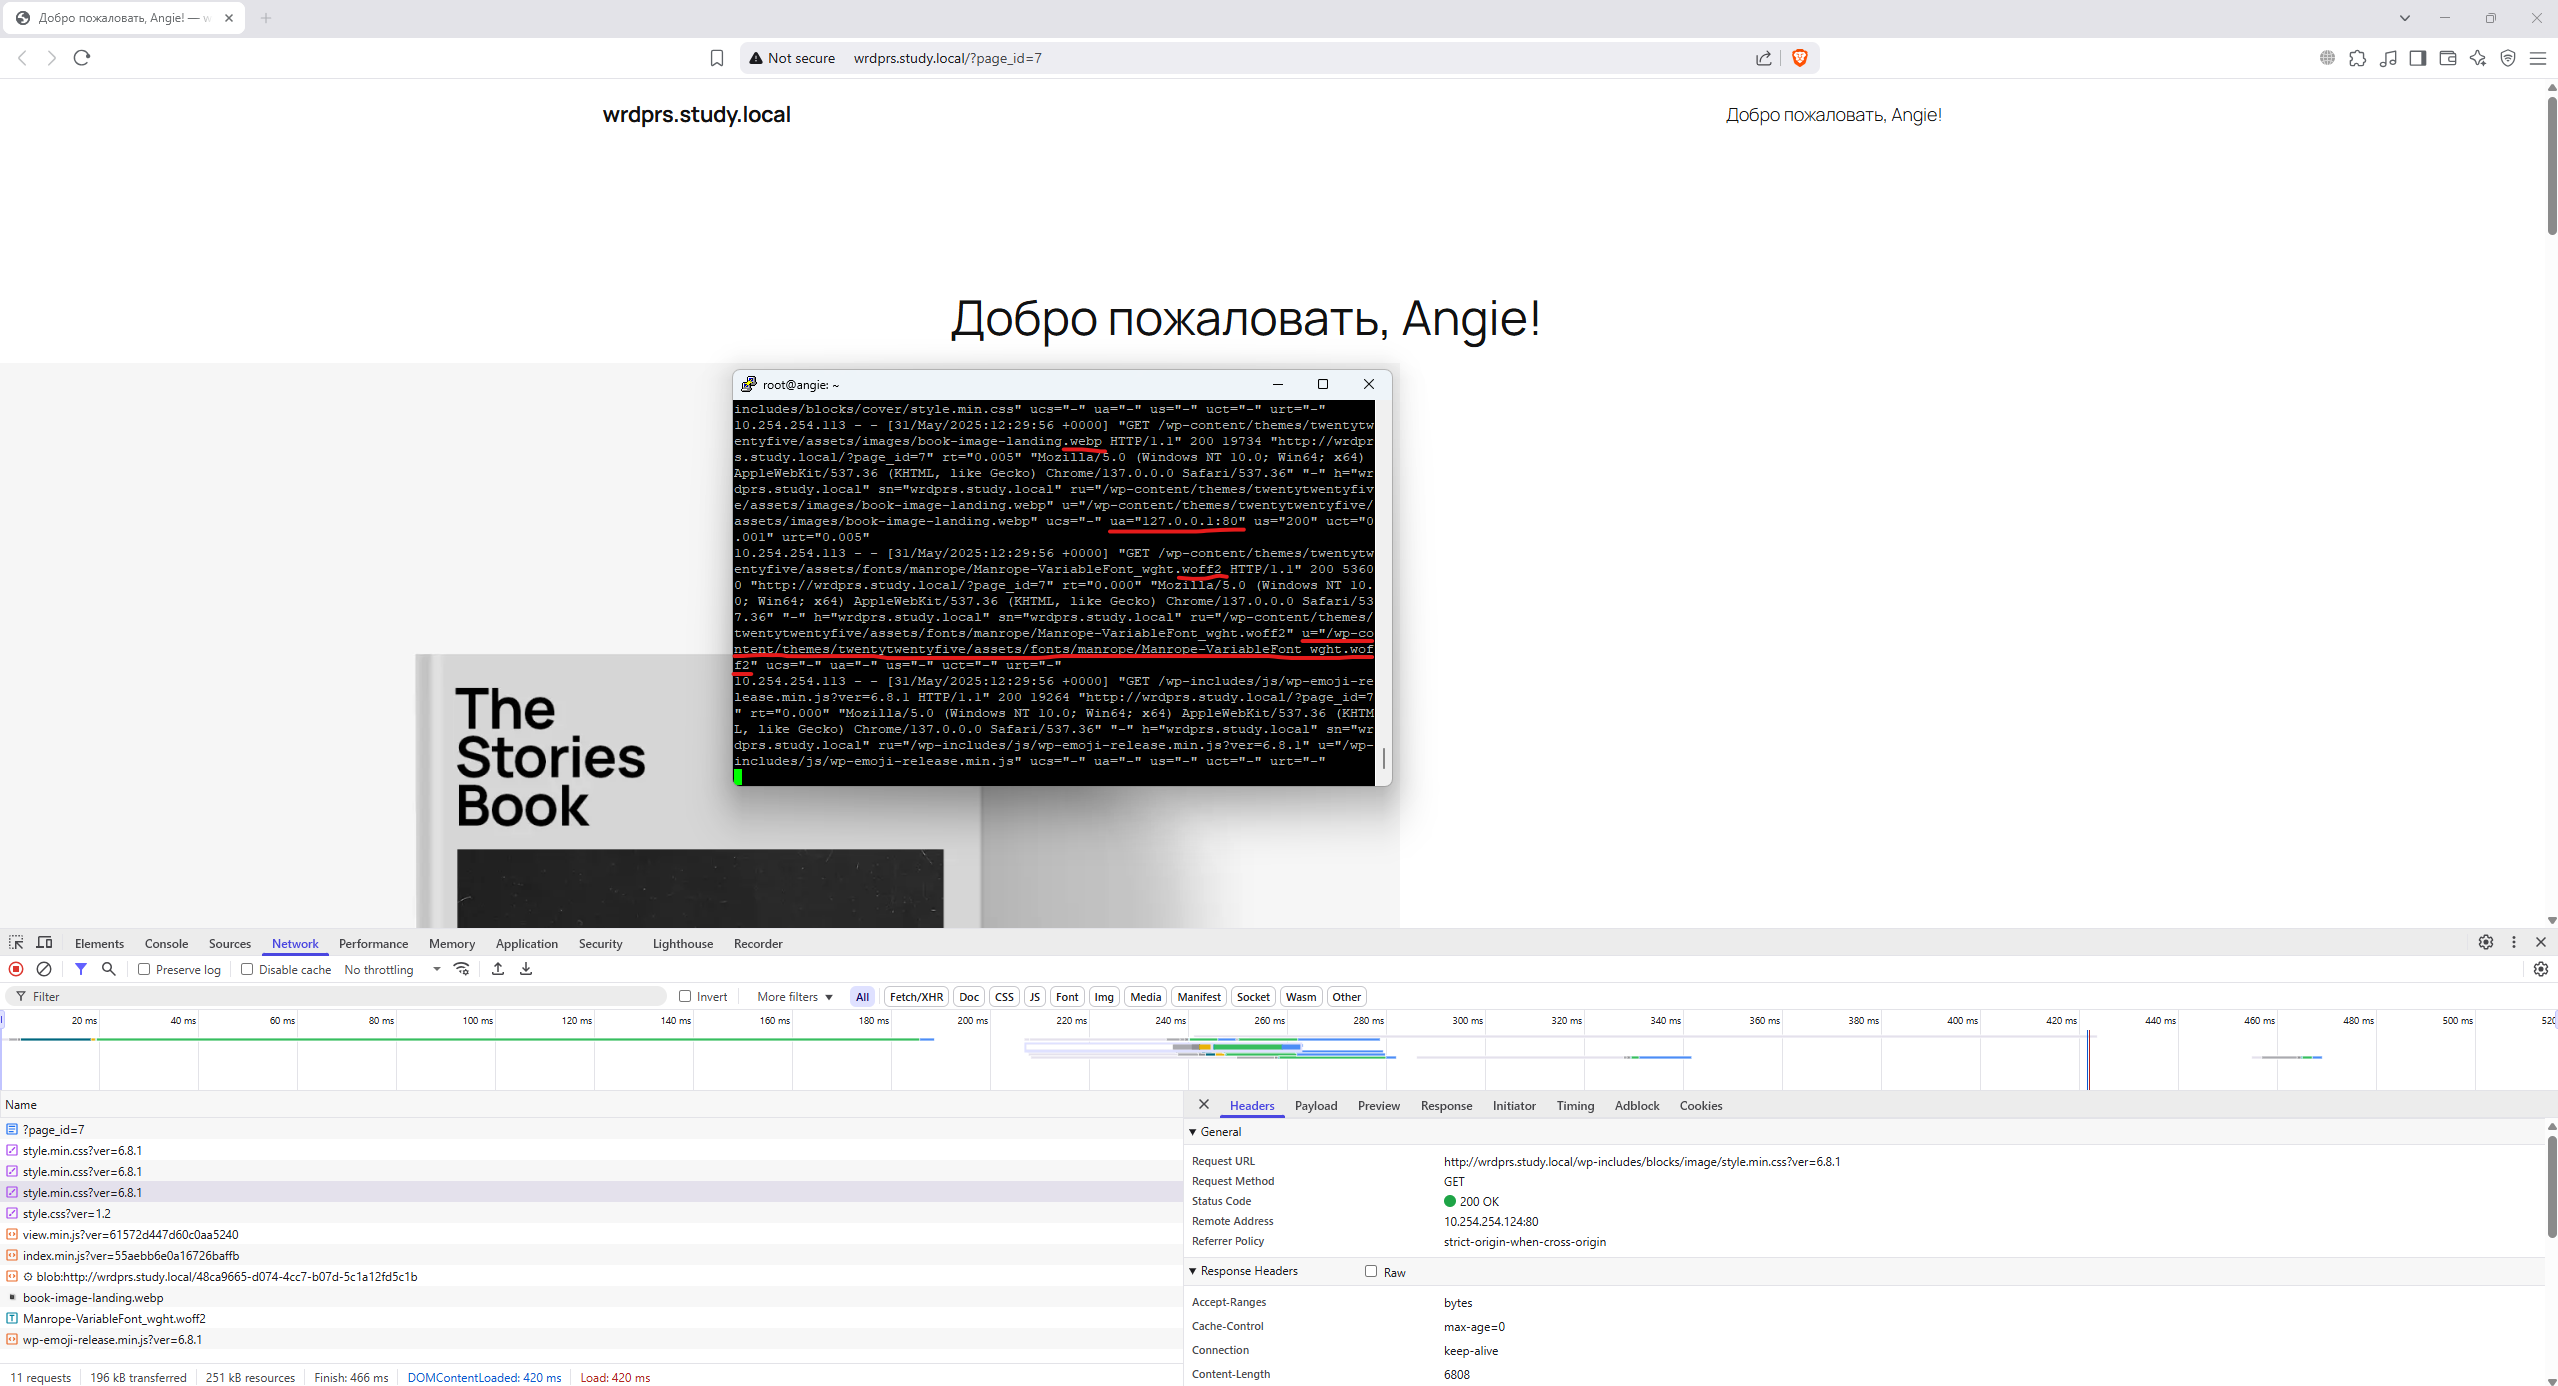 Добро пожаловать, Angie! — w
Not secure wrdprs.study.local/?page_id=7
wrdprs.study.local
Добро пожаловать, Angie!
Добро пожаловать, Angie!
The
Stories
Book
root@angie: ~
includes/blocks/cover/style.min.css" ucs="-" ua="-" us="-" uct="-" urt="-"
10.254.254.113 - - [31/May/2025:12:29:56 +0000] "GET /wp-content/themes/twentytw
entyfive/assets/images/book-image-landing.webp HTTP/1.1" 200 19734 "http://wrdpr
s.study.local/?page_id=7" rt="0.005" "Mozilla/5.0 (Windows NT 10.0; Win64; x64)
AppleWebKit/537.36 (KHTML, like Gecko) Chrome/137.0.0.0 Safari/537.36" "-" h="wr
dprs.study.local" sn="wrdprs.study.local" ru="/wp-content/themes/twentytwentyfiv
e/assets/images/book-image-landing.webp" u="/wp-content/themes/twentytwentyfive/
assets/images/book-image-landing.webp" ucs="-" ua="127.0.0.1:80" us="200" uct="0
.001" urt="0.005"
10.254.254.113 - - [31/May/2025:12:29:56 +0000] "GET /wp-content/themes/twentytw
entyfive/assets/fonts/manrope/Manrope-VariableFont_wght.woff2 HTTP/1.1" 200 5360
0 "http://wrdprs.study.local/?page_id=7" rt="0.000" "Mozilla/5.0 (Windows NT 10.
0; Win64; x64) AppleWebKit/537.36 (KHTML, like Gecko) Chrome/137.0.0.0 Safari/53
7.36" "-" h="wrdprs.study.local" sn="wrdprs.study.local" ru="/wp-content/themes/
twentytwentyfive/assets/fonts/manrope/Manrope-VariableFont_wght.woff2" u="/wp-co
ntent/themes/twentytwentyfive/assets/fonts/manrope/Manrope-VariableFont_wght.wof
f2" ucs="-" ua="-" us="-" uct="-" urt="-"
10.254.254.113 - - [31/May/2025:12:29:56 +0000] "GET /wp-includes/js/wp-emoji-re
lease.min.js?ver=6.8.1 HTTP/1.1" 200 19264 "http://wrdprs.study.local/?page_id=7
" rt="0.000" "Mozilla/5.0 (Windows NT 10.0; Win64; x64) AppleWebKit/537.36 (KHTM
L, like Gecko) Chrome/137.0.0.0 Safari/537.36" "-" h="wrdprs.study.local" sn="wr
dprs.study.local" ru="/wp-includes/js/wp-emoji-release.min.js?ver=6.8.1" u="/wp-
includes/js/wp-emoji-release.min.js" ucs="-" ua="-" us="-" uct="-" urt="-"
Elements Console Sources Network Performance Memory Application Security Lighthouse Recorder
Preserve log Disable cache No throttling
Filter Invert More filters All Fetch/XHR Doc CSS JS Font Img Media Manifest Socket Wasm Other
20 ms 40 ms 60 ms 80 ms 100 ms 120 ms 140 ms 160 ms 180 ms 200 ms 220 ms 240 ms 260 ms 280 ms 300 ms 320 ms 340 ms 360 ms 380 ms 400 ms 420 ms 440 ms 460 ms 480 ms 500 ms 520
Name
?page_id=7
style.min.css?ver=6.8.1
style.min.css?ver=6.8.1
style.min.css?ver=6.8.1
style.css?ver=1.2
view.min.js?ver=61572d447d60c0aa5240
index.min.js?ver=55aebb6e0a16726baffb
blob:http://wrdprs.study.local/48ca9665-d074-4cc7-b07d-5c1a12fd5c1b
book-image-landing.webp
Manrope-VariableFont_wght.woff2
wp-emoji-release.min.js?ver=6.8.1
11 requests 196 kB transferred 251 kB resources Finish: 466 ms DOMContentLoaded: 420 ms Load: 420 ms
Headers Payload Preview Response Initiator Timing Adblock Cookies
General
Request URL http://wrdprs.study.local/wp-includes/blocks/image/style.min.css?ver=6.8.1
Request Method GET
Status Code 200 OK
Remote Address 10.254.254.124:80
Referrer Policy strict-origin-when-cross-origin
Response Headers Raw
Accept-Ranges bytes
Cache-Control max-age=0
Connection keep-alive
Content-Length 6808